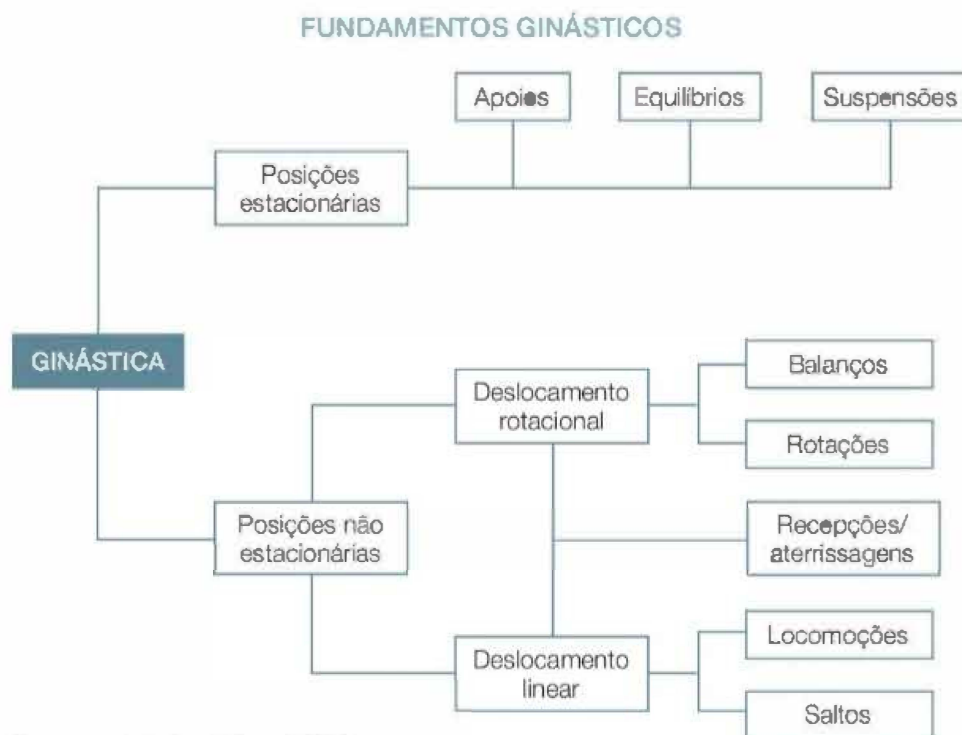 FUNDAMENTOS GINÁSTICOS
Apoios
Equilíbrios
Suspensões
Posições
estacionárias
GINÁSTICA
Balanços
Deslocamento
rotacional
Rotações
Posições não
estacionárias
Recepções/
aterrissagens
Locomoções
Deslocamento
linear
Saltos